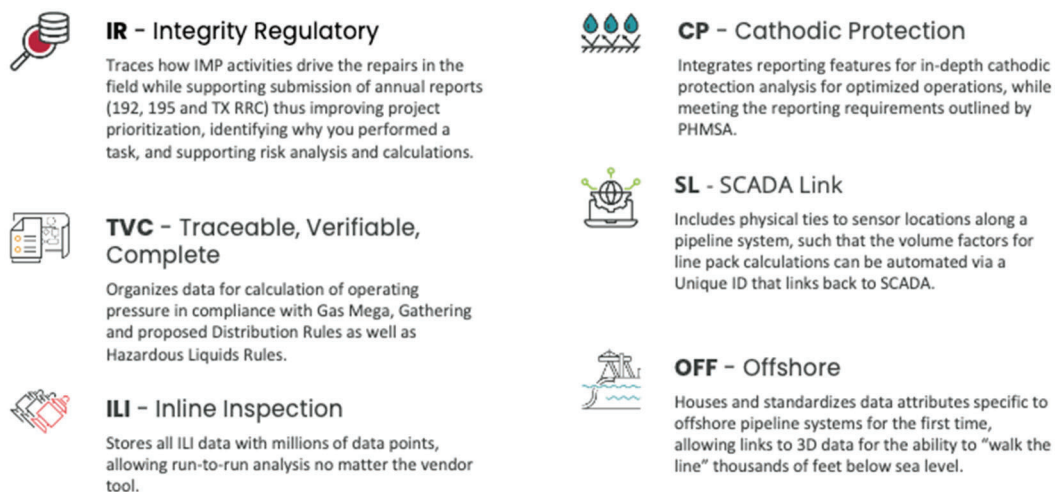 IR – Integrity Regulatory
Traces how IMP activities drive the repairs in the
field while supporting submission of annual reports
(192, 195 and TX RRC) thus improving project
prioritization, identifying why you performed a
task, and supporting risk analysis and calculations.
TVC – Traceable, Verifiable,
Complete
Organizes data for calculation of operating
pressure in compliance with Gas Mega, Gathering
and proposed Distribution Rules as well as
Hazardous Liquids Rules.
ILI – Inline Inspection
Stores all ILI data with millions of data points,
allowing run-to-run analysis no matter the vendor
tool.
CP – Cathodic Protection
Integrates reporting features for in-depth cathodic
protection analysis for optimized operations, while
meeting the reporting requirements outlined by
PHMSA.
SL - SCADA Link
Includes physical ties to sensor locations along a
pipeline system, such that the volume factors for
line pack calculations can be automated via a
Unique ID that links back to SCADA.
OFF – Offshore
Houses and standardizes data attributes specific to
offshore pipeline systems for the first time,
allowing links to 3D data for the ability to “walk the
line” thousands of feet below sea level.